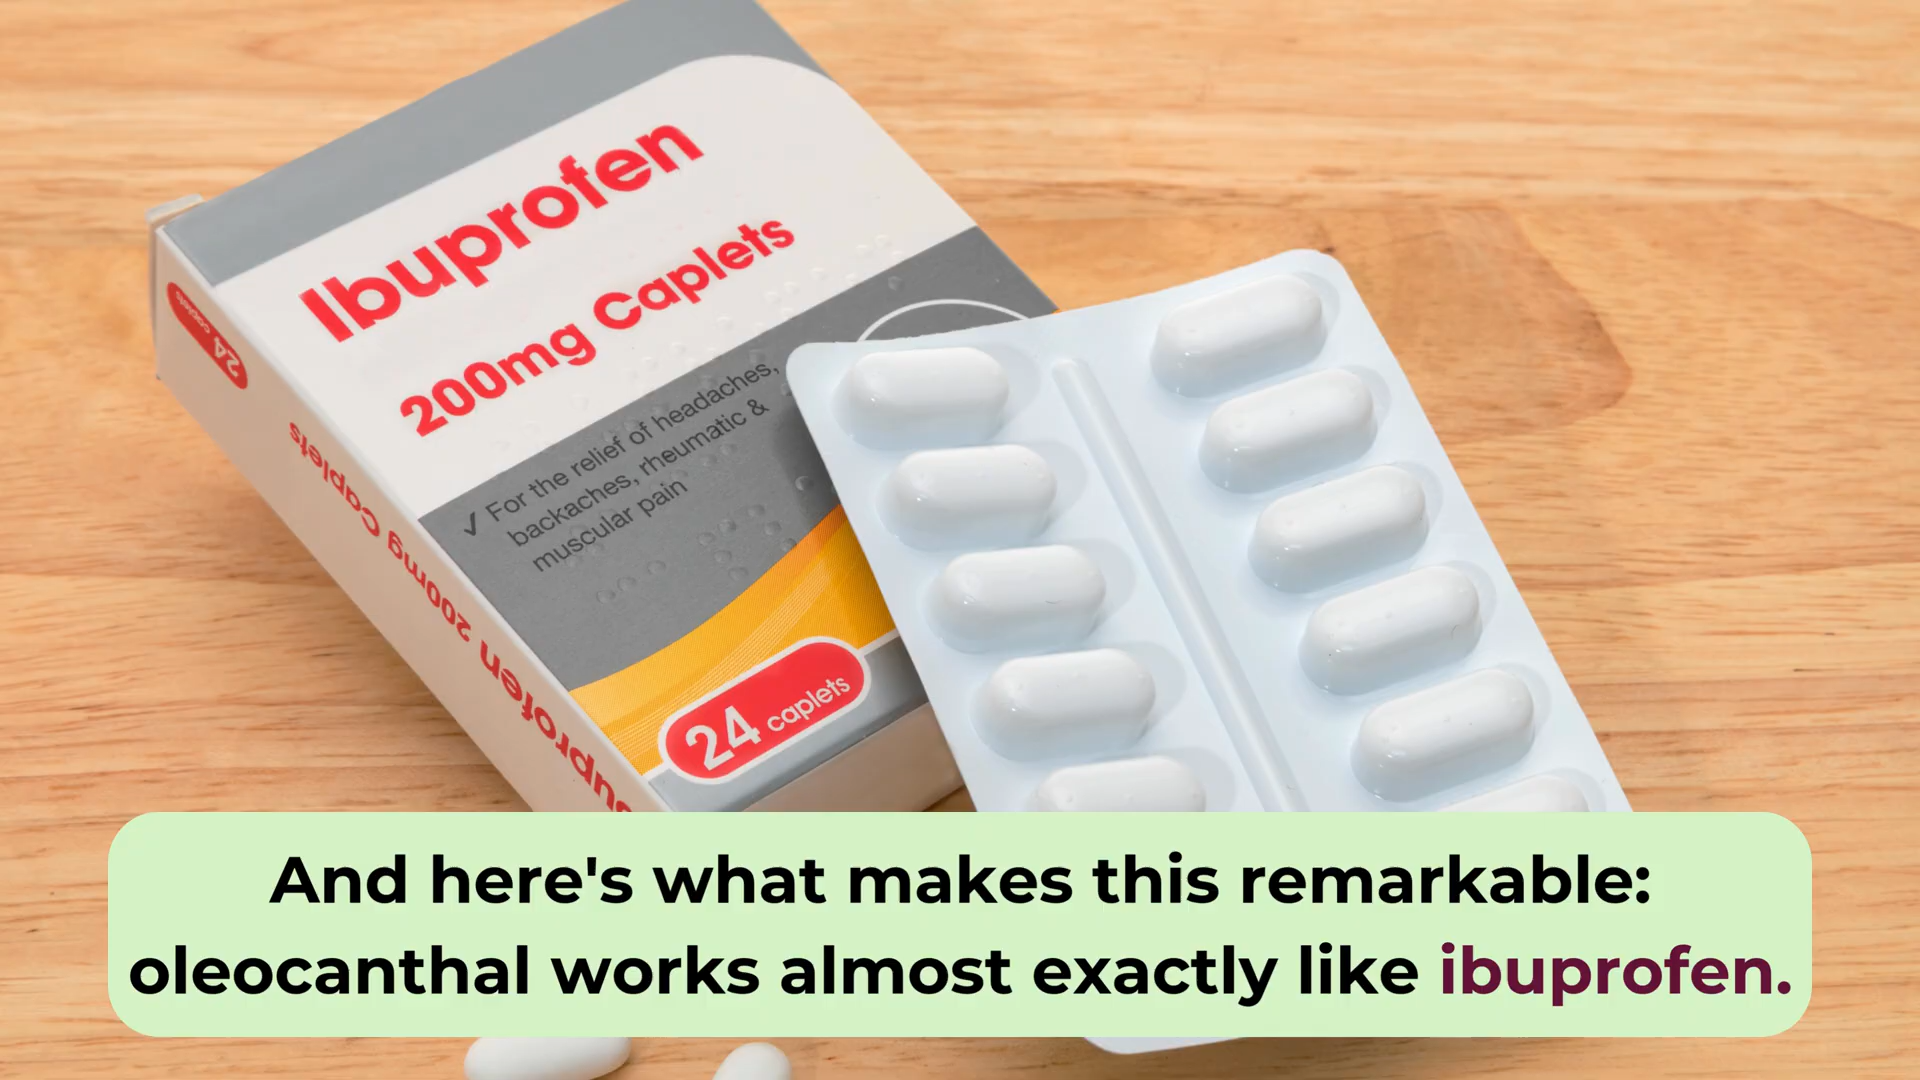 Ibuprofen
200mg Caplets
✓ For the relief of headaches,
backaches, rheumatic &
muscular pain
24 caplets
24 caplets
Ibuprofen 200mg Caplets
And here's what makes this remarkable:
oleocanthal works almost exactly like ibuprofen.